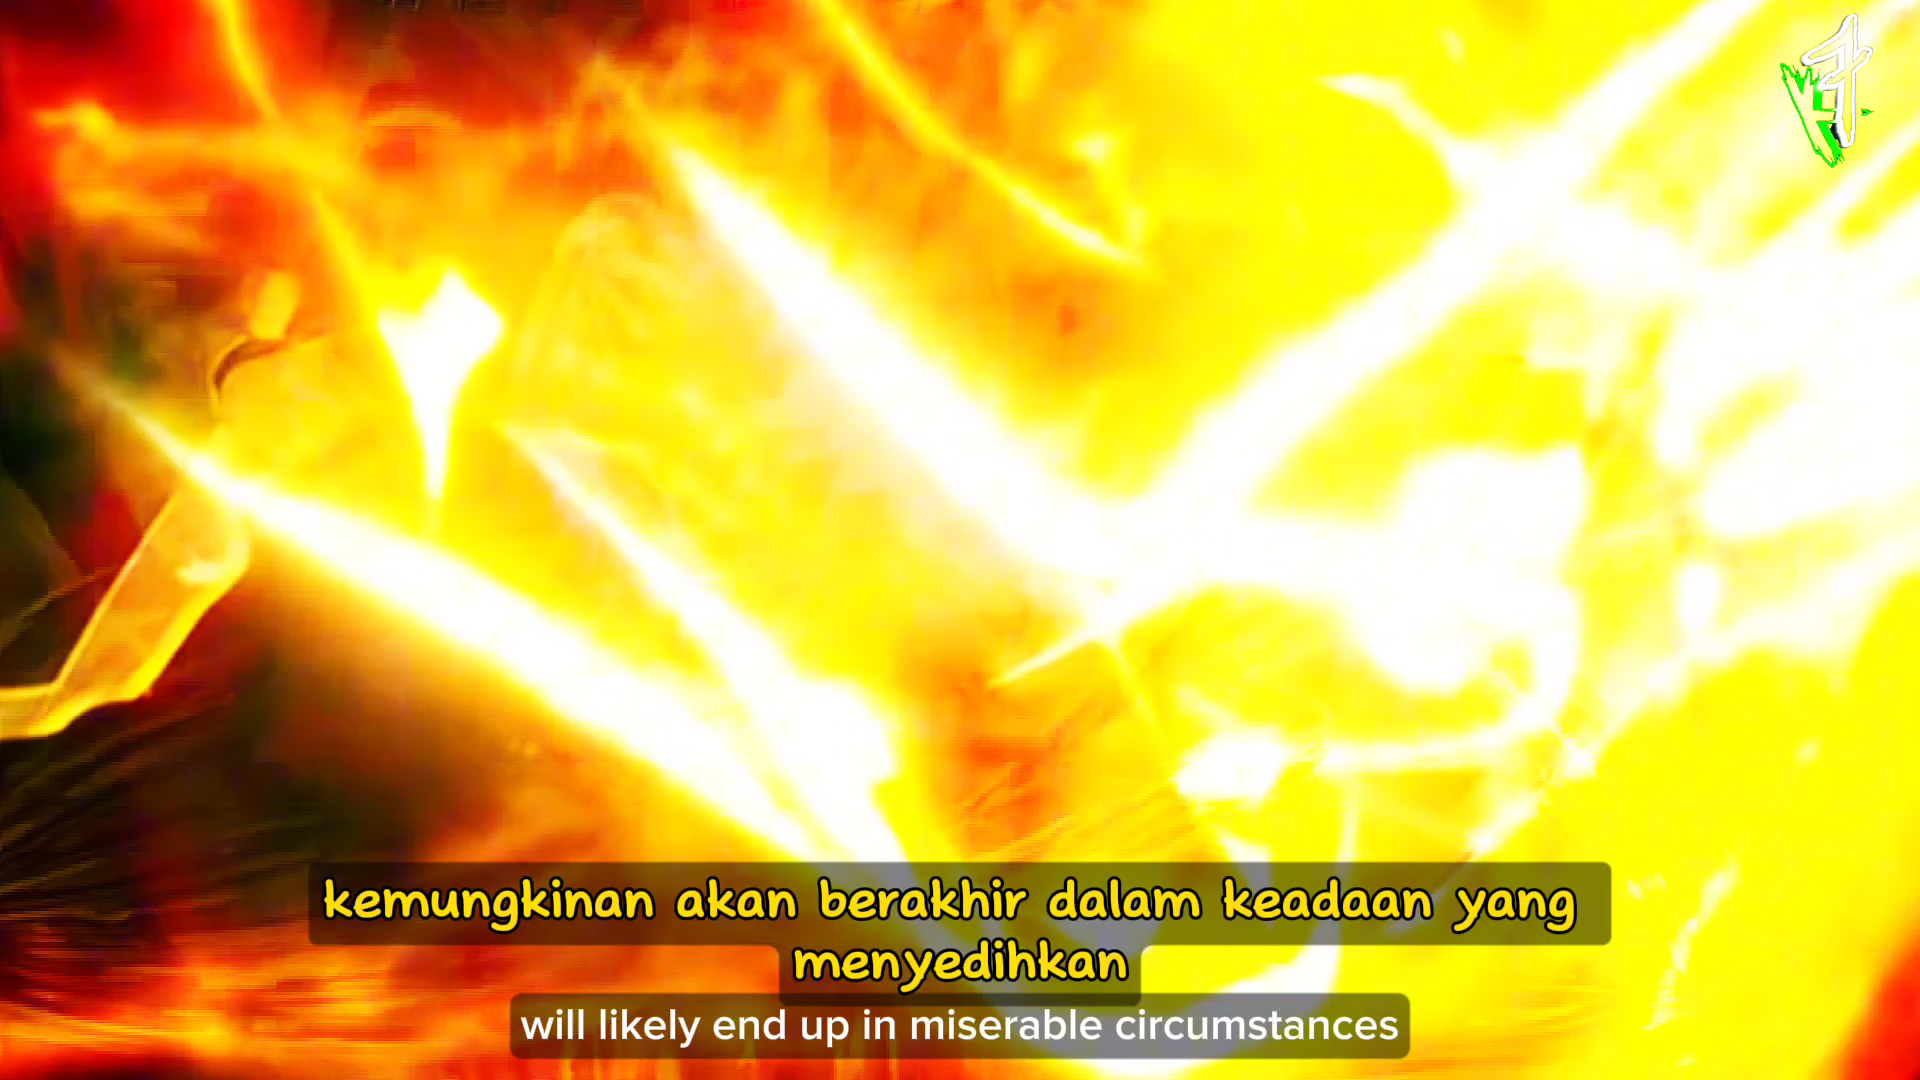 kemungkinan akan berakhir dalam keadaan yang
menyedihkan
will likely end up in miserable circumstances